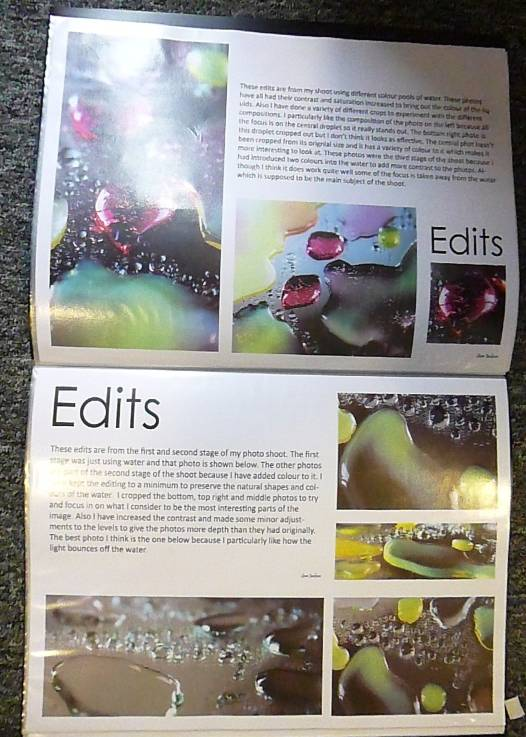 These edits are from my shoot using different colour pools of water. These photos
have all had their contrast and saturation increased to bring out the colour of the liq
uids. Also I have done a variety of different crops to experiment with the different
compositions. I particularly like the composition of the photo on the left because all
the focus is on the central droplet so it really stands out. The bottom right photo is
this droplet cropped out but I don't think it looks as effective. The central phot hasn't
been cropped from its orignial size and it has a variety of colour to it which makes it
more interesting to look at. These photos were the third stage of the shoot because I
had introduced two colours into the water to add more contrast to the photos. Al-
though I think it does work quite well some of the focus is taken away from the water
which is supposed to be the main subject of the shoot.
Edits
Edits
These edits are from the first and second stage of my photo shoot. The first
stage was just using water and that photo is shown below. The other photos
part of the second stage of the shoot because I have added colour to it. I
kept the editing to a minimum to preserve the natural shapes and col-
of the water. I cropped the bottom, top right and middle photos to try
and focus in on what I consider to be the most interesting parts of the
image. Also I have increased the contrast and made some minor adjust-
ments to the levels to give the photos more depth than they had originally.
The best photo I think is the one below because I particularly like how the
light bounces off the water.